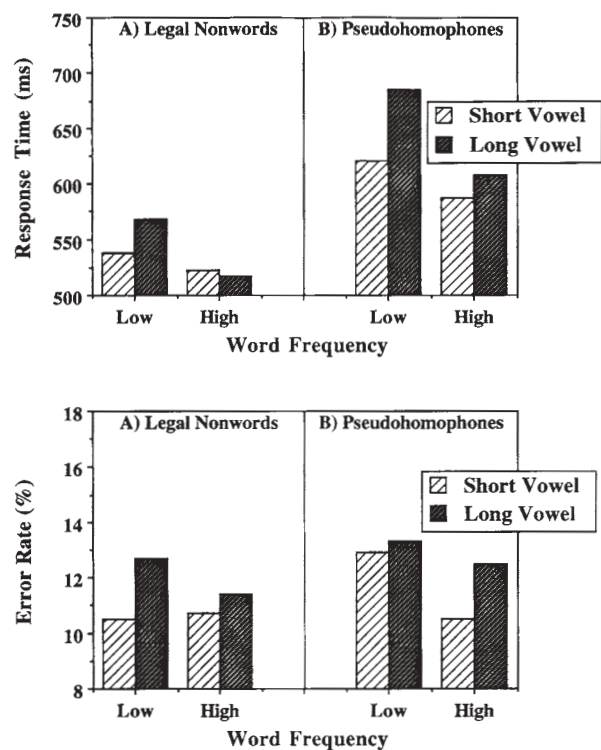 A) Legal Nonwords
B) Pseudohomophones
Response Time (ms)
750
700
650
600
550
500
Short Vowel
Long Vowel
Low
High
Low
High
Word Frequency
A) Legal Nonwords
B) Pseudohomophones
Error Rate (%)
18
16
14
12
10
8
Short Vowel
Long Vowel
Low
High
Low
High
Word Frequency